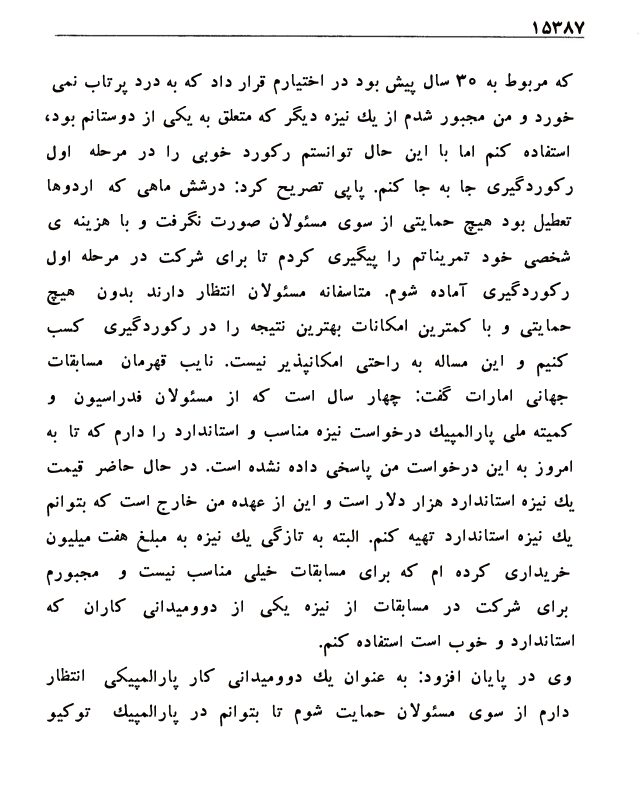 ۱۵۳۸۷
که مربوط به ۳۰ سال پیش بود در اختیارم قرار داد که به درد پرتاب نمی
خورد و من مجبور شدم از یك نیزه دیگر که متعلق به یکی از دوستانم بود،
استفاده کنم اما با این حال توانستم رکورد خوبی را در مرحله اول
رکوردگیری جا به جا کنم. پاپی تصریح کرد: درشش ماهی که اردوها
تعطیل بود هیچ حمایتی از سوی مسئولان صورت نگرفت و با هزینه ی
شخصی خود تمریناتم را پیگیری کردم تا برای شرکت در مرحله اول
رکوردگیری آماده شوم. متاسفانه مسئولان انتظار دارند بدون هیچ
حمایتی و با کمترین امکانات بهترین نتیجه را در رکوردگیری کسب
کنیم و این مساله به راحتی امکانپذیر نیست. نایب قهرمان مسابقات
جهانی امارات گفت: چهار سال است که از مسئولان فدراسیون و
کمیته ملی پارالمپیك درخواست نیزه مناسب و استاندارد را دارم که تا به
امروز به این درخواست من پاسخی داده نشده است. در حال حاضر قیمت
یك نیزه استاندارد هزار دلار است و این از عهده من خارج است که بتوانم
یك نیزه استاندارد تهیه کنم. البته به تازگی یك نیزه به مبلغ هفت میلیون
خریداری کرده ام که برای مسابقات خیلی مناسب نیست و مجبورم
برای شرکت در مسابقات از نیزه یکی از دوومیدانی کاران که
استاندارد و خوب است استفاده کنم.
وی در پایان افزود: به عنوان یك دوومیدانی کار پارالمپیکی انتظار
دارم از سوی مسئولان حمایت شوم تا بتوانم در پارالمپیك توکیو